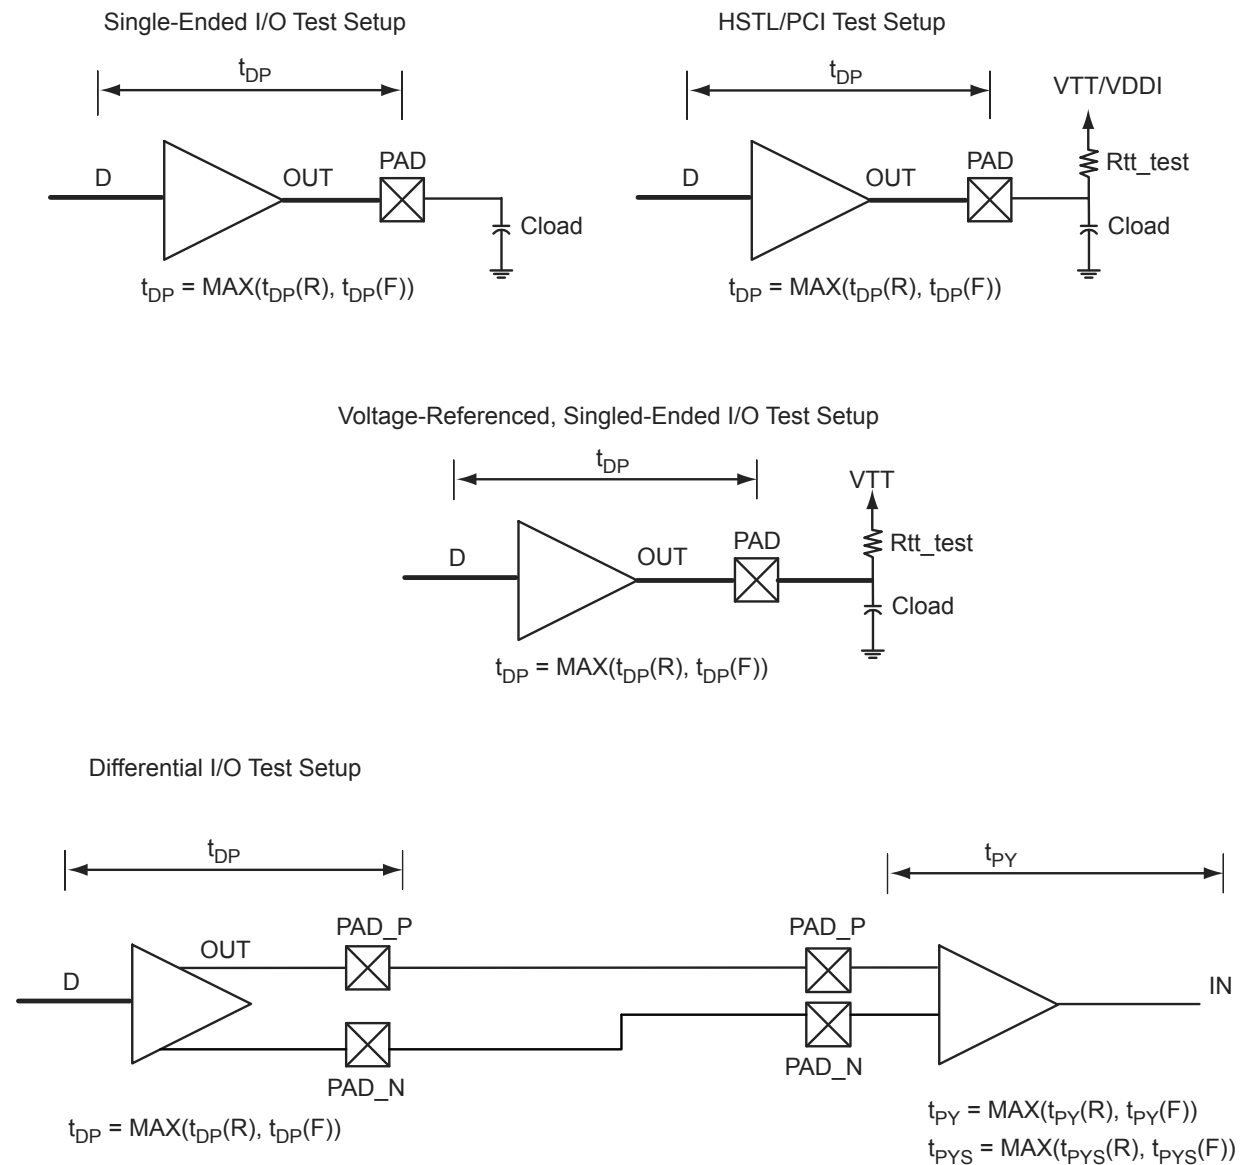 Single-Ended I/O Test Setup
tDP
D
OUT
PAD
Cload
tDP = MAX(tDP(R), tDP(F))
HSTL/PCI Test Setup
tDP
VTT/VDDI
D
OUT
PAD
Rtt_test
Cload
tDP = MAX(tDP(R), tDP(F))
Voltage-Referenced, Singled-Ended I/O Test Setup
tDP
VTT
D
OUT
PAD
Rtt_test
Cload
tDP = MAX(tDP(R), tDP(F))
Differential I/O Test Setup
tDP
D
OUT
PAD_P
PAD_N
tDP = MAX(tDP(R), tDP(F))
tPY
PAD_P
PAD_N
IN
tPY = MAX(tPY(R), tPY(F))
tPYS = MAX(tPYS(R), tPYS(F))